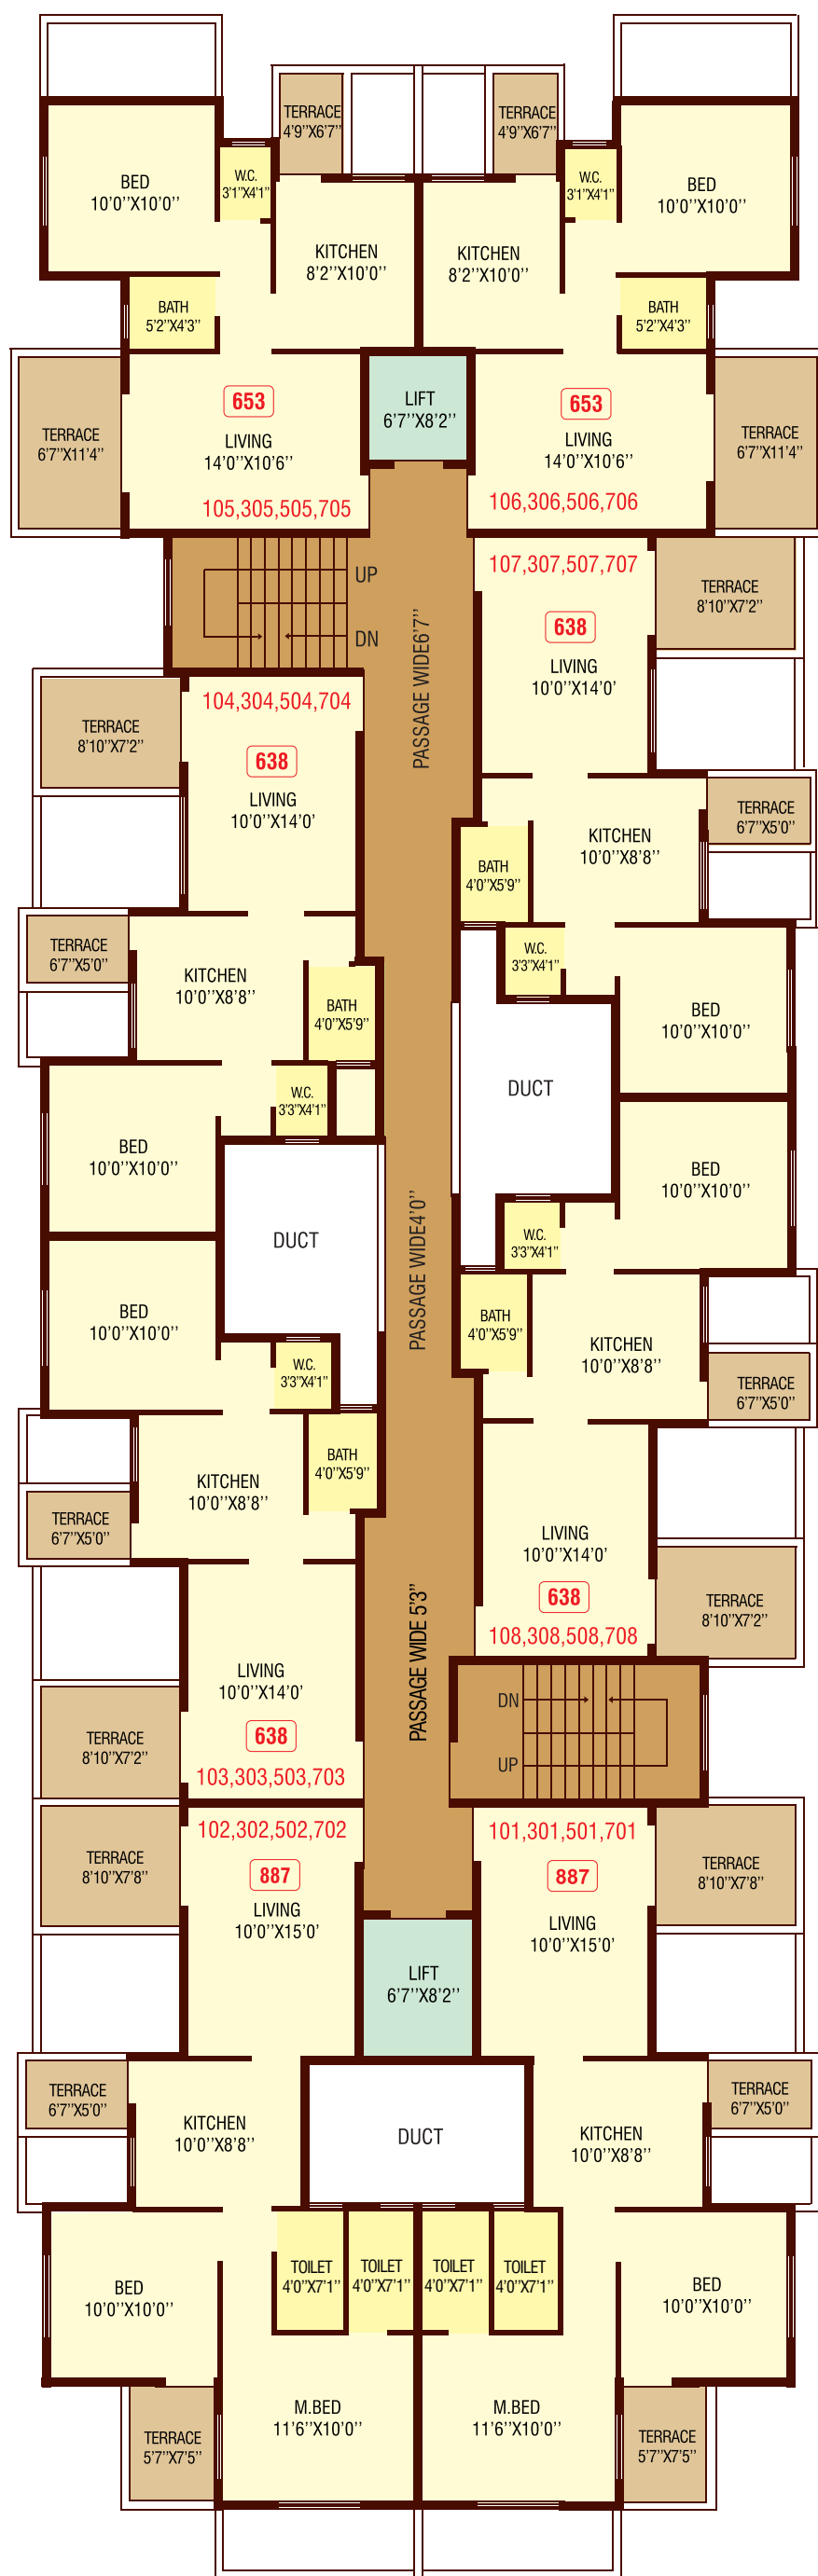 TERRACE
4'9''X6'7''
TERRACE
4'9''X6'7''
BED
10'0''X10'0''
W.C.
3'1''X4'1''
W.C.
3'1''X4'1''
BED
10'0''X10'0''
KITCHEN
8'2''X10'0''
KITCHEN
8'2''X10'0''
BATH
5'2''X4'3''
BATH
5'2''X4'3''
TERRACE
6'7''X11'4''
653
LIVING
14'0''X10'6''
105,305,505,705
LIFT
6'7''X8'2''
653
LIVING
14'0''X10'6''
106,306,506,706
TERRACE
6'7''X11'4''
UP
DN
PASSAGE WIDE6'7''
107,307,507,707
638
LIVING
10'0''X14'0'
TERRACE
8'10''X7'2''
TERRACE
8'10''X7'2''
104,304,504,704
638
LIVING
10'0''X14'0'
KITCHEN
10'0''X8'8''
TERRACE
6'7''X5'0''
BATH
4'0''X5'9''
TERRACE
6'7''X5'0''
KITCHEN
10'0''X8'8''
BATH
4'0''X5'9''
W.C.
3'3''X4'1''
BED
10'0''X10'0''
W.C.
3'3''X4'1''
DUCT
BED
10'0''X10'0''
BED
10'0''X10'0''
DUCT
PASSAGE WIDE4'0''
W.C.
3'3''X4'1''
BED
10'0''X10'0''
W.C.
3'3''X4'1''
BATH
4'0''X5'9''
KITCHEN
10'0''X8'8''
TERRACE
6'7''X5'0''
KITCHEN
10'0''X8'8''
BATH
4'0''X5'9''
TERRACE
6'7''X5'0''
LIVING
10'0''X14'0'
638
108,308,508,708
TERRACE
8'10''X7'2''
PASSAGE WIDE 5'3''
LIVING
10'0''X14'0'
638
103,303,503,703
TERRACE
8'10''X7'2''
DN
UP
TERRACE
8'10''X7'8''
102,302,502,702
887
LIVING
10'0''X15'0'
101,301,501,701
887
LIVING
10'0''X15'0'
TERRACE
8'10''X7'8''
LIFT
6'7''X8'2''
TERRACE
6'7''X5'0''
KITCHEN
10'0''X8'8''
DUCT
KITCHEN
10'0''X8'8''
TERRACE
6'7''X5'0''
BED
10'0''X10'0''
TOILET
4'0''X7'1''
TOILET
4'0''X7'1''
TOILET
4'0''X7'1''
TOILET
4'0''X7'1''
BED
10'0''X10'0''
TERRACE
5'7''X7'5''
M.BED
11'6''X10'0''
M.BED
11'6''X10'0''
TERRACE
5'7''X7'5''